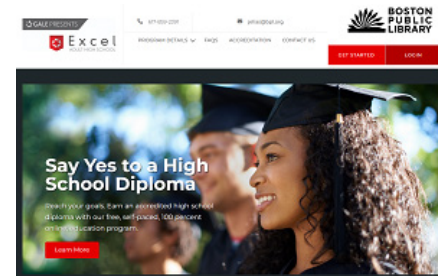 GALE PRESENTS
Excel
ADULT HIGH SCHOOL
BOSTON
PUBLIC
LIBRARY
PROGRAM DETAILS
FAQS
ACCREDITATION
CONTACT US
GET STARTED
LOG IN
Say Yes to a High
School Diploma
Reach your goals. Earn an accredited high school
diploma with our free, self-paced, 100 percent
education program.
Learn More